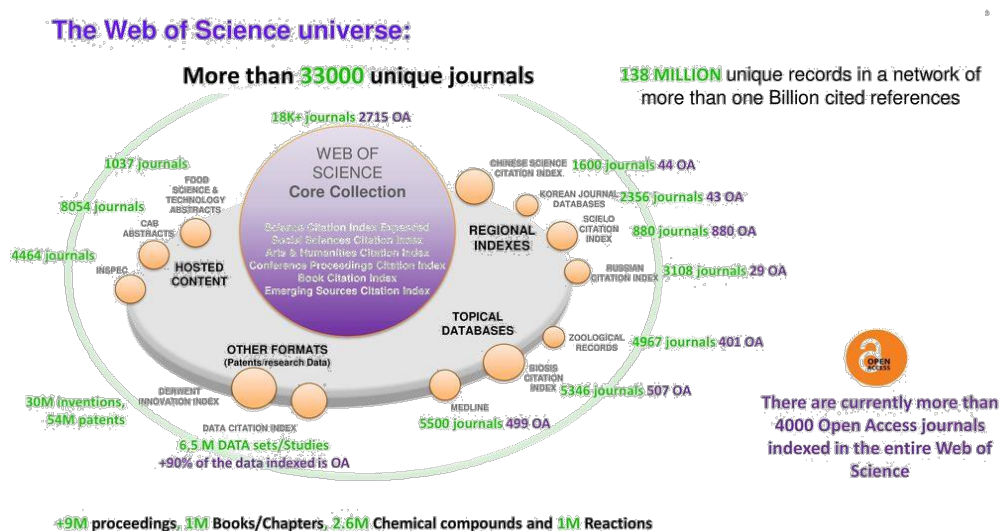 The Web of Science universe:
More than 33000 unique journals
138 MILLION unique records in a network of
more than one Billion cited references
18K+ journals 2715 OA
WEB OF
SCIENCE
Core Collection
Science Citation Index Expanded
Social Sciences Citation Index
Arts & Humanities Citation Index
Conference Proceedings Citation Index
Book Citation Index
Emerging Sources Citation Index
1037 journals
FOOD
SCIENCE &
TECHNOLOGY
ABSTRACTS
8054 journals
CAB
ABSTRACTS
4464 journals
INSPEC
HOSTED
CONTENT
CHINESE SCIENCE
CITATION INDEX
1600 journals 44 OA
KOREAN JOURNAL
DATABASES
2356 journals 43 OA
REGIONAL
INDEXES
SCIELO
CITATION
INDEX
880 journals 880 OA
RUSSIAN
CITATION INDEX
3108 journals 29 OA
TOPICAL
DATABASES
ZOOLOGICAL
RECORDS
4967 journals 401 OA
BIOSIS
CITATION
INDEX
5346 journals 507 OA
MEDLINE
5500 journals 499 OA
OTHER FORMATS
(Patents/research Data)
DERWENT
INNOVATION INDEX
30M inventions,
54M patents
DATA CITATION INDEX
6,5 M DATA sets/Studies
+90% of the data indexed is OA
OPEN
ACCESS
There are currently more than
4000 Open Access journals
indexed in the entire Web of
Science
+9M proceedings, 1M Books/Chapters, 2.6M Chemical compounds and 1M Reactions